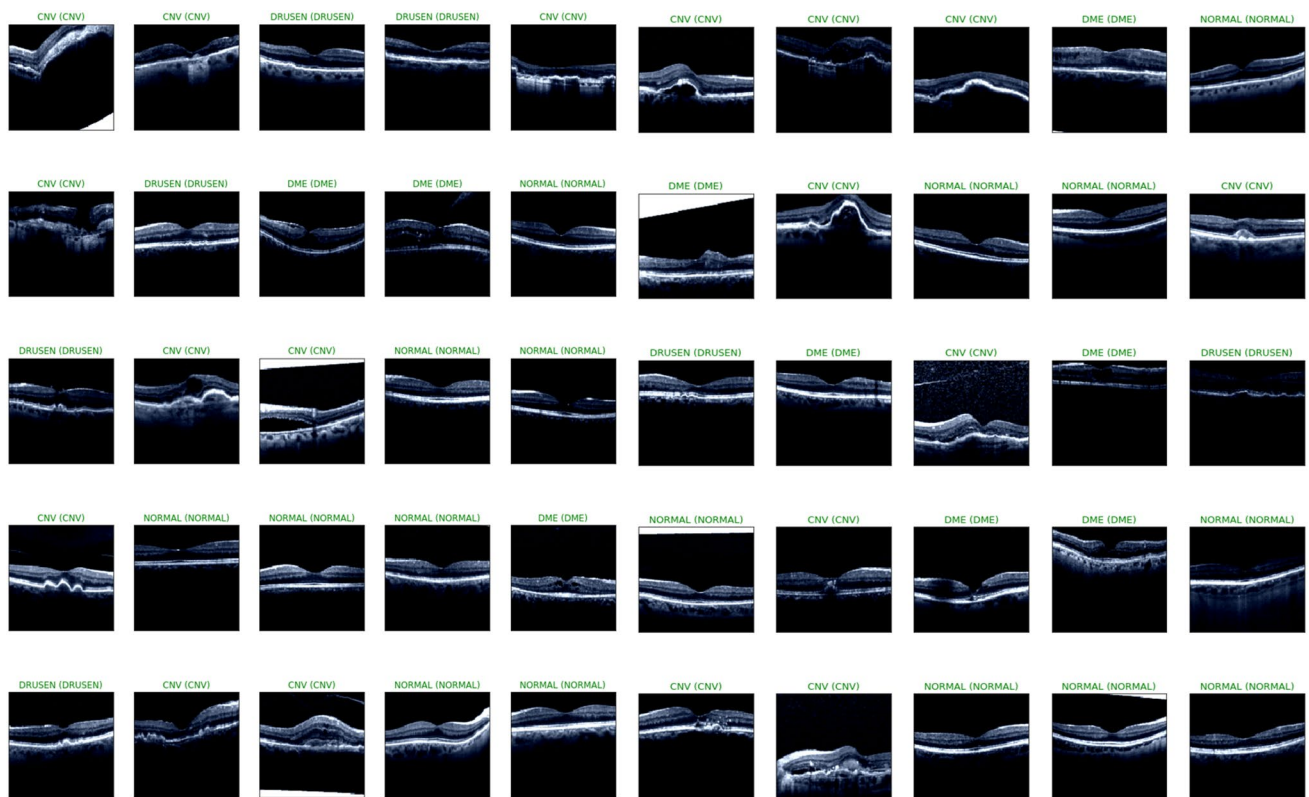 CNV (CNV) CNV (CNV) DRUSEN (DRUSEN) DRUSEN (DRUSEN) CNV (CNV) CNV (CNV) CNV (CNV) CNV (CNV) DME (DME) NORMAL (NORMAL)
CNV (CNV) DRUSEN (DRUSEN) DME (DME) DME (DME) NORMAL (NORMAL) DME (DME) CNV (CNV) NORMAL (NORMAL) NORMAL (NORMAL) CNV (CNV)
DRUSEN (DRUSEN) CNV (CNV) CNV (CNV) NORMAL (NORMAL) NORMAL (NORMAL) DRUSEN (DRUSEN) DME (DME) CNV (CNV) DME (DME) DRUSEN (DRUSEN)
CNV (CNV) NORMAL (NORMAL) NORMAL (NORMAL) NORMAL (NORMAL) DME (DME) NORMAL (NORMAL) CNV (CNV) DME (DME) DME (DME) NORMAL (NORMAL)
DRUSEN (DRUSEN) CNV (CNV) CNV (CNV) NORMAL (NORMAL) NORMAL (NORMAL) CNV (CNV) CNV (CNV) NORMAL (NORMAL) NORMAL (NORMAL) NORMAL (NORMAL)